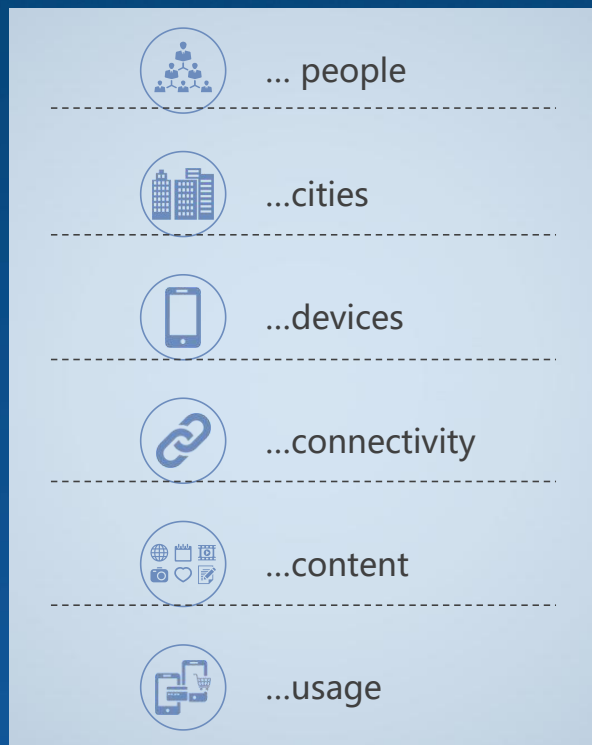 ... people
...cities
...devices
...connectivity
...content
...usage